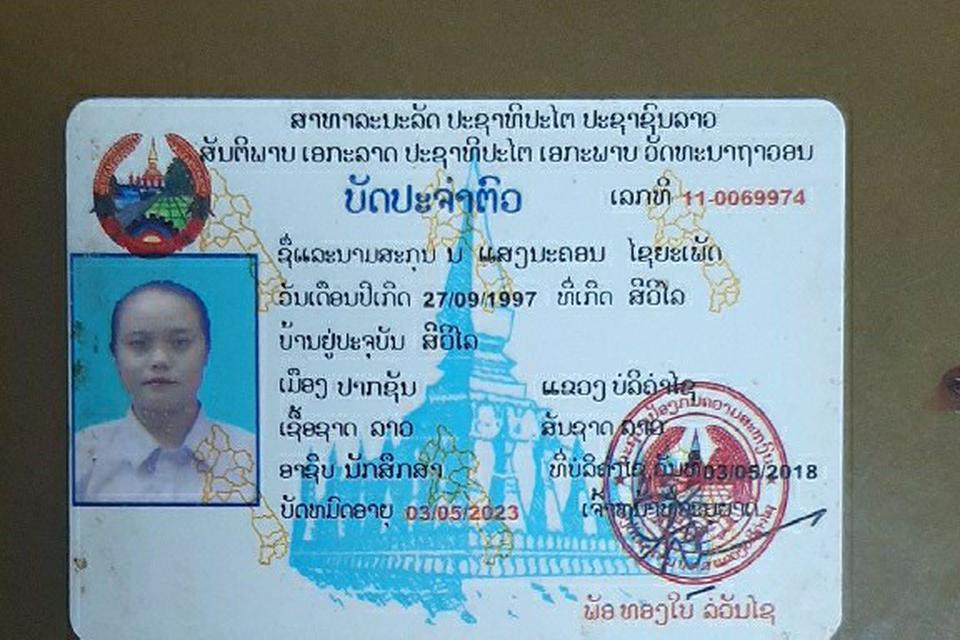 ສາທາລະນະລັດ ປະຊາທິປະໄຕ ປະຊາຊົນລາວ
ສັນຕິພາບ ເອກະລາດ ປະຊາທິປະໄຕ ເອກະພາບ ວັດທະນາຖາວອນ
ບັດປະຈຳຕົວ ເລກທີ 11-0069974
ຊື່ແລະນາມສະກຸນ ນ ແສງນະຄອນ ໄຊຍະເພັດ
ວັນເດືອນປີເກີດ 27/09/1997 ທີ່ເກີດ ສີວິໄລ
ບ້ານຢູ່ປະຈຸບັນ ສີວິໄລ
ເມືອງ ປາກຊັນ ແຂວງ ບໍລິຄຳໄຊ
ເຊື້ອຊາດ ລາວ ສັນຊາດ ລາວ
ອາຊີບ ນັກສຶກສາ ທີ່ບໍລິຄຳໄຊ ວັນທີ 03/05/2018
ບັດຫມົດອາຍຸ 03/05/2023
ພັອ ທອງໃບ ລໍວັນໄຊ